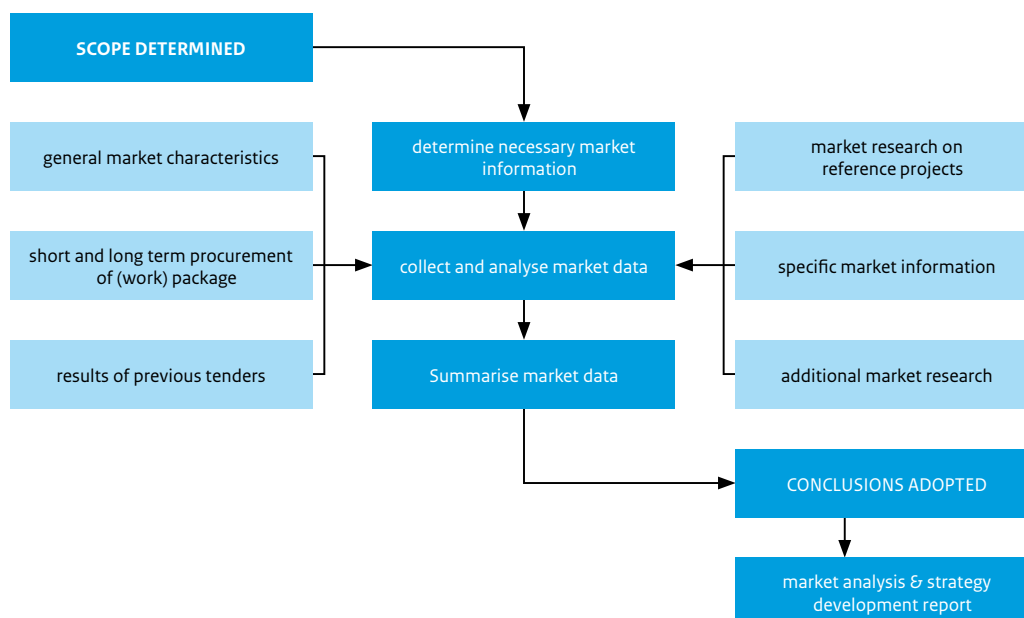 SCOPE DETERMINED
general market characteristics
determine necessary market
information
market research on
reference projects
short and long term procurement
of (work) package
collect and analyse market data
specific market information
results of previous tenders
Summarise market data
additional market research
CONCLUSIONS ADOPTED
market analysis & strategy
development report